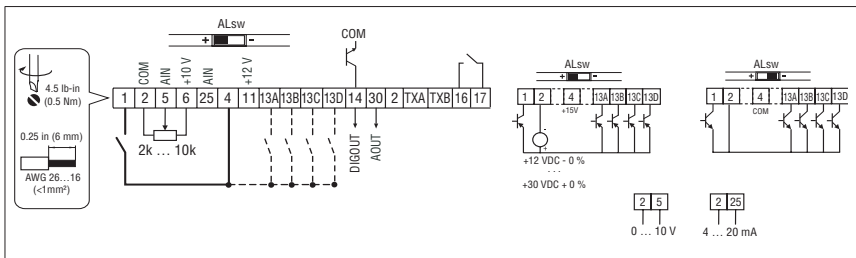 ALsw
+ -
COM
4.5 lb-in
(0.5 Nm)
0.25 in (6 mm)
AWG 26…16
(<1mm²)
COM
AIN
+10 V
AIN
+12 V
1 2 5 6 25 4 11 13A 13B 13C 13D 14 30 2 TXA TXB 16 17
2k … 10k
DIGOUT
AOUT
ALsw
+ -
1 2 4 13A 13B 13C 13D
+15V
- +
+12 VDC - 0 %
...
+30 VDC + 0 %
ALsw
+ -
1 2 4 13A 13B 13C 13D
COM
2 5
0 … 10 V
2 25
4 … 20 mA